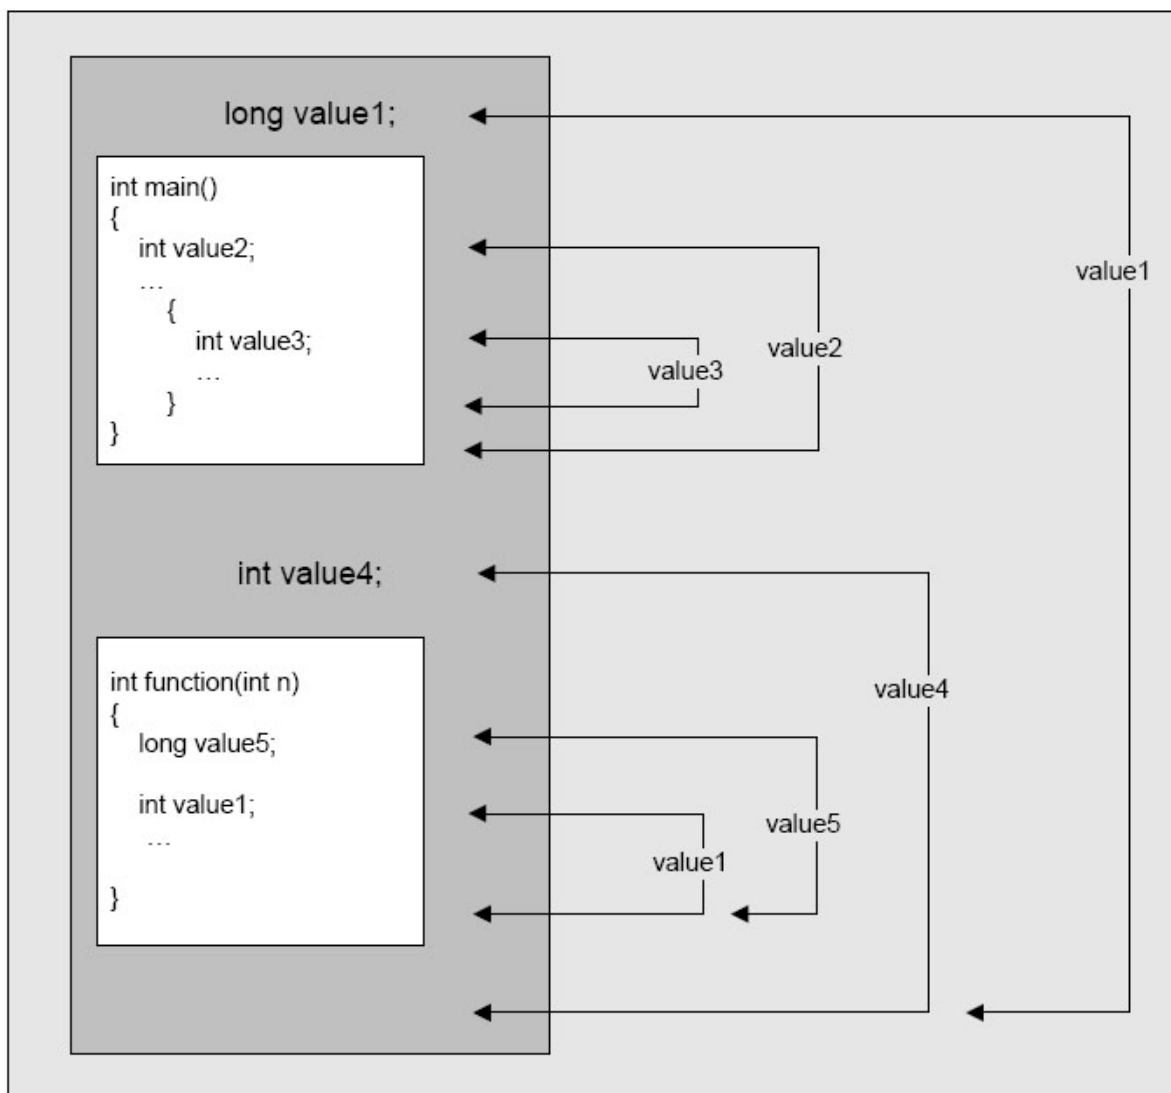 long value1;
int main()
{
int value2;
...
{
int value3;
...
}
}
int value4;
int function(int n)
{
long value5;
int value1;
...
}
value1
value2
value3
value4
value5
value1